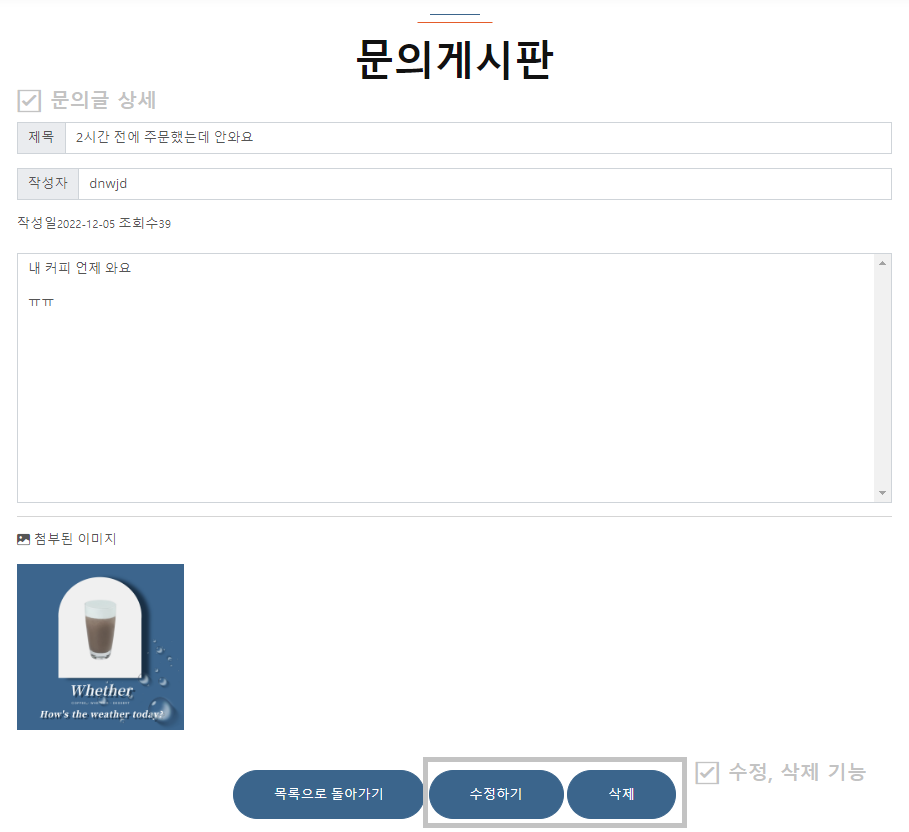 문의게시판
문의글 상세
제목 2시간 전에 주문했는데 안와요
작성자 dnwjd
작성일2022-12-05 조회수39
내 커피 언제 와요
ㅠㅠ
첨부된 이미지
Whether,
How's the weather today?
목록으로 돌아가기 수정하기 삭제 수정, 삭제 기능